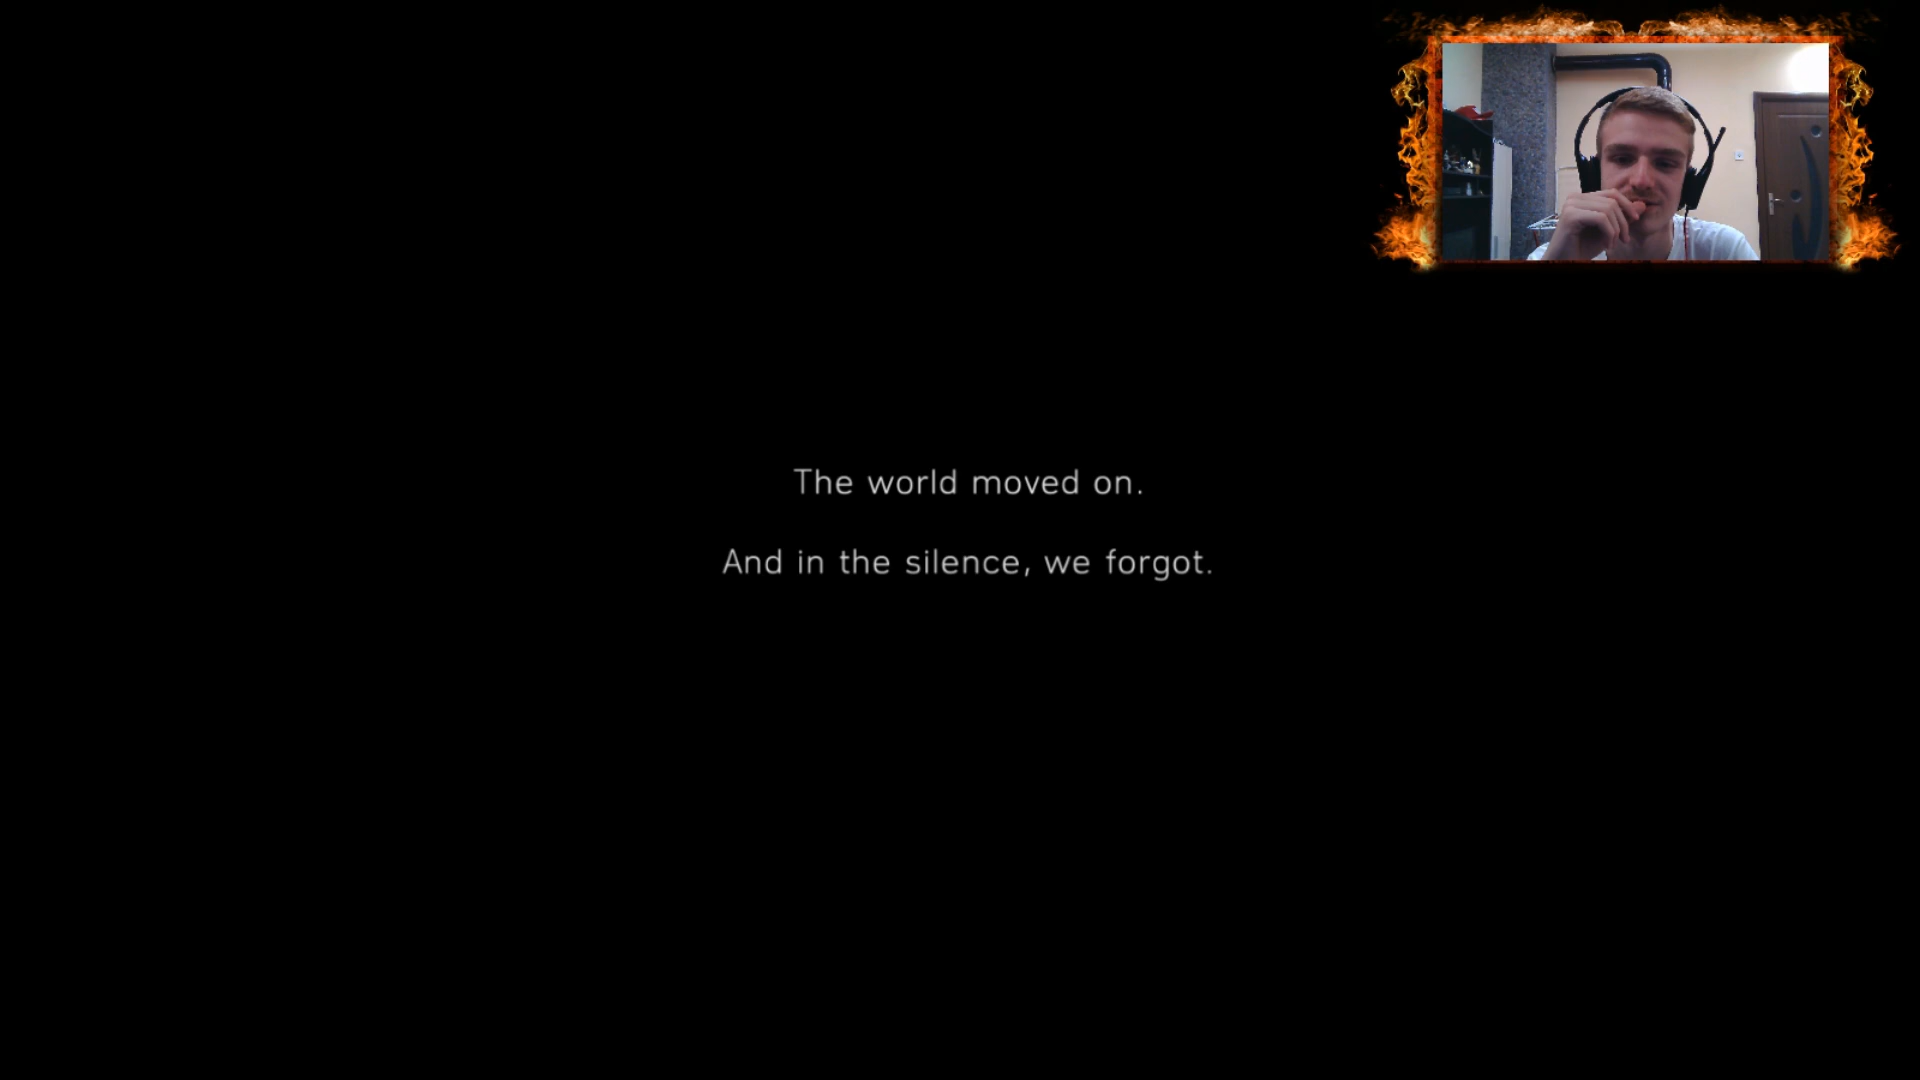 The world moved on.
And in the silence, we forgot.